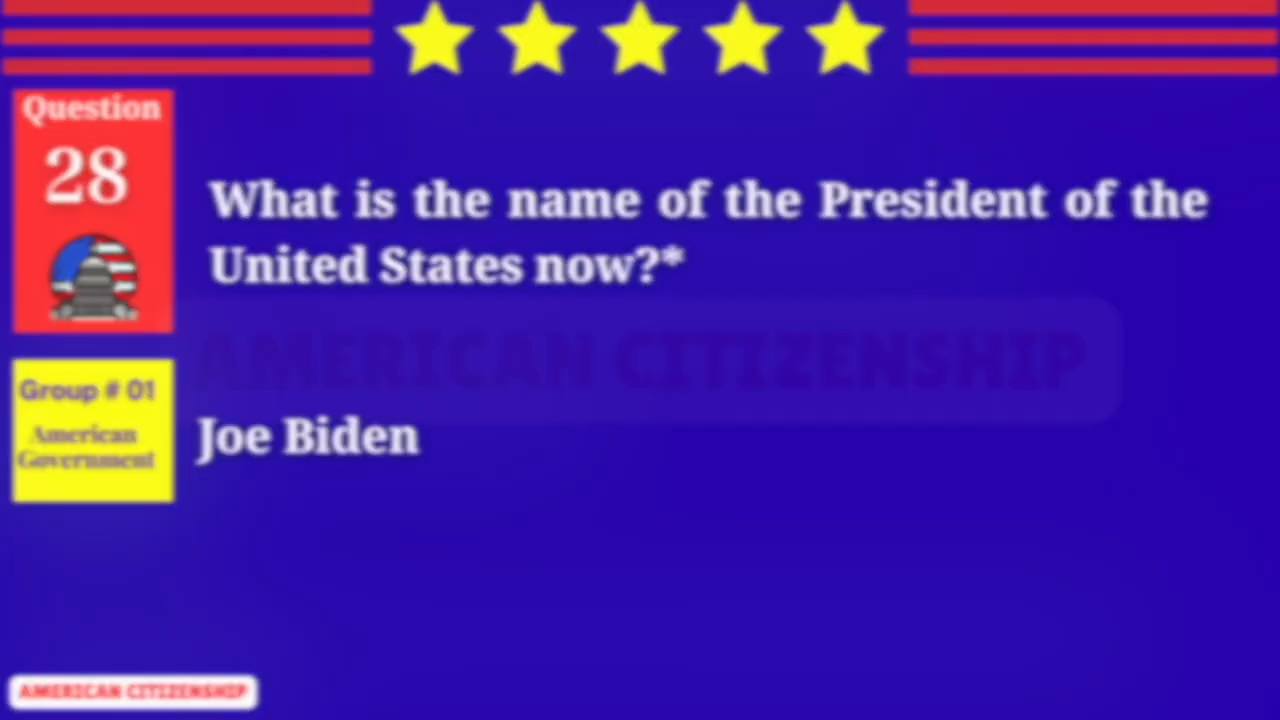 Question
28
What is the name of the President of the
United States now?*
AMERICAN CITIZENSHIP
Group # 01
American
Government
Joe Biden
AMERICAN CITIZENSHIP